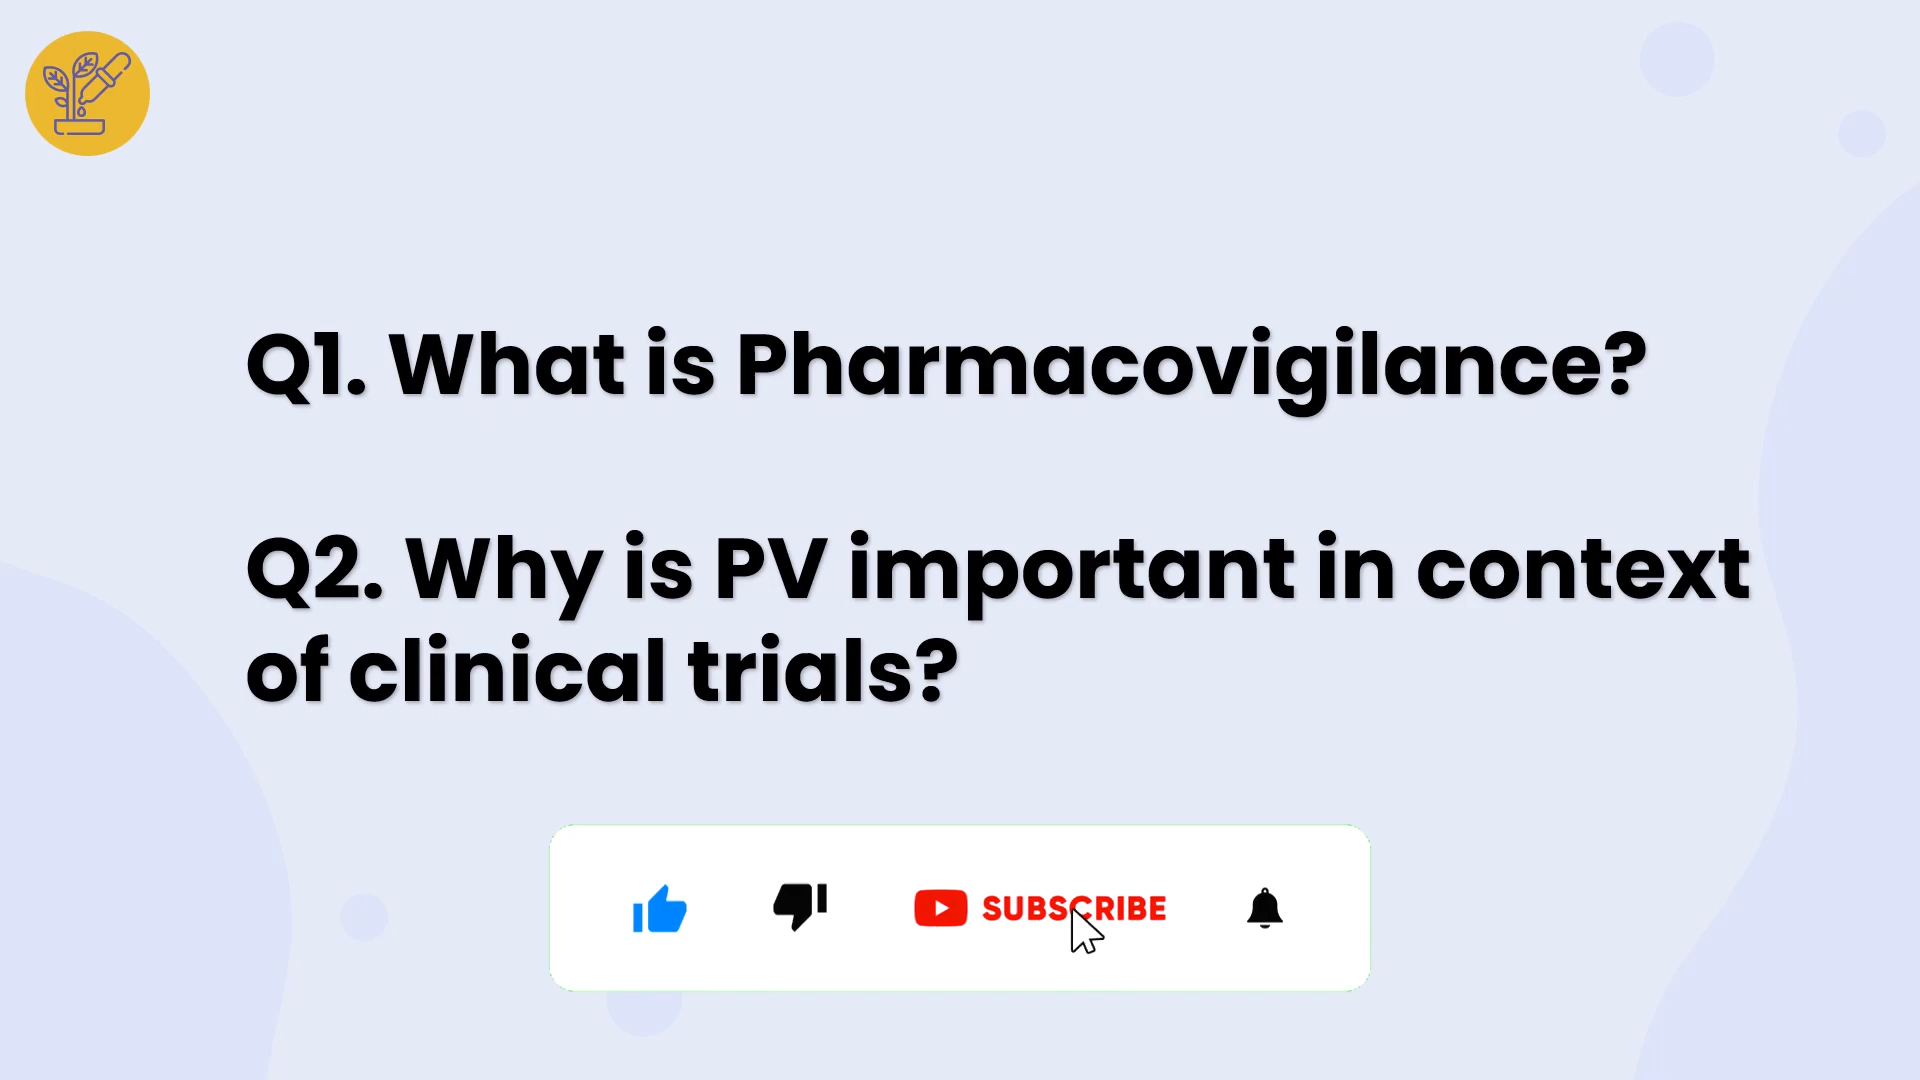 Q1. What is Pharmacovigilance?
Q2. Why is PV important in context
of clinical trials?
SUBSCRIBE